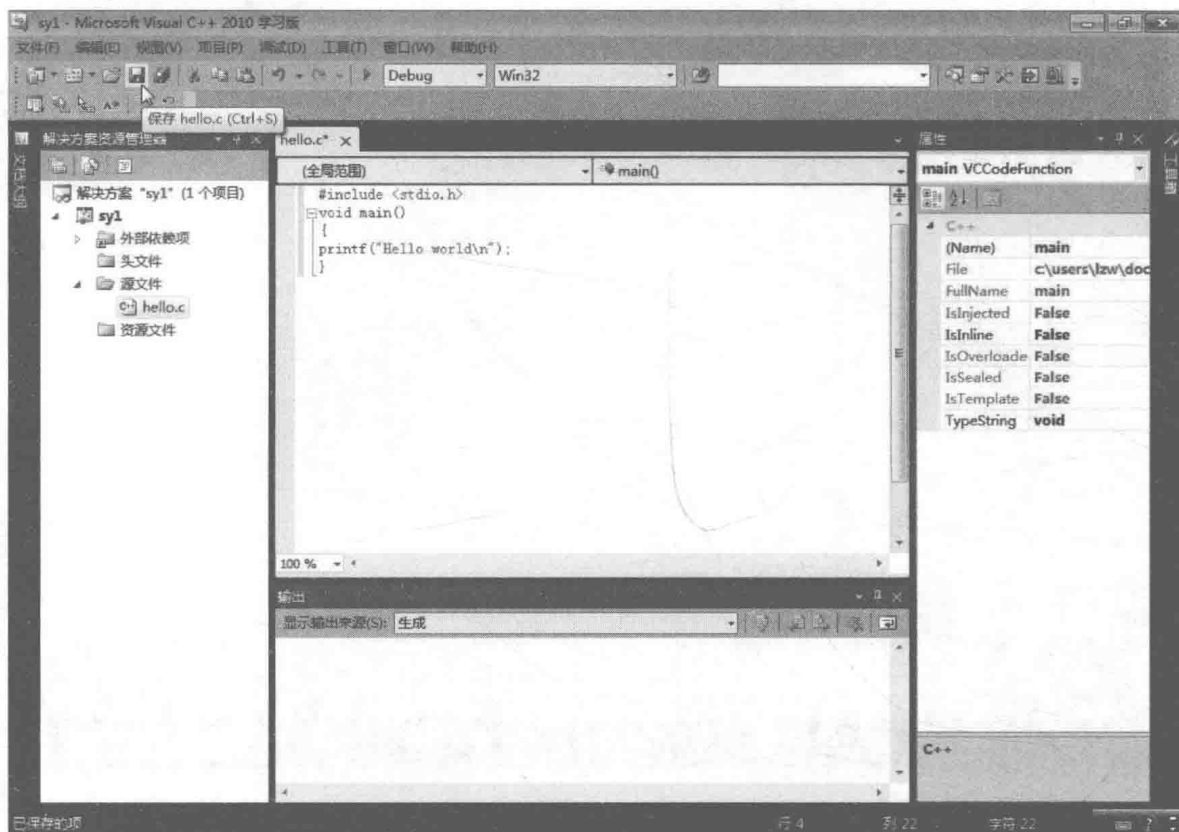 sy1 - Microsoft Visual C++ 2010 学习版
文件(F) 编辑(E) 视图(V) 项目(P) 调试(D) 工具(T) 窗口(W) 帮助(H)
Debug Win32
保存 hello.c (Ctrl+S)
解决方案资源管理器
解决方案 "sy1" (1 个项目)
sy1
外部依赖项
头文件
源文件
hello.c
资源文件
hello.c*
(全局范围) main()
#include <stdio.h>
void main()
{
printf("Hello world\n");
}
100 %
输出
显示输出来源(S): 生成
属性
main VCCodeFunction
C++
(Name) main
File c:\users\lzw\doc
FullName main
IsInjected False
IsInline False
IsOverloade False
IsSealed False
IsTemplate False
TypeString void
C++
工具箱
已保存的项 行 4 列 22 字符 22